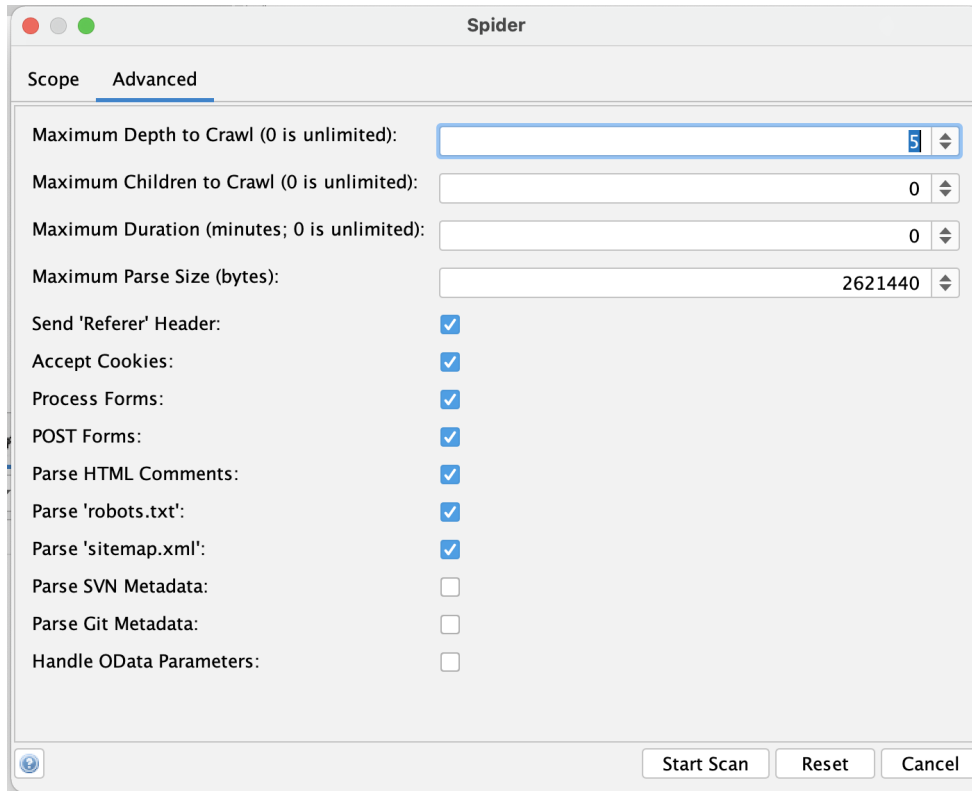 Spider
Scope Advanced
Maximum Depth to Crawl (0 is unlimited): 5
Maximum Children to Crawl (0 is unlimited): 0
Maximum Duration (minutes; 0 is unlimited): 0
Maximum Parse Size (bytes): 2621440
Send 'Referer' Header:
Accept Cookies:
Process Forms:
POST Forms:
Parse HTML Comments:
Parse 'robots.txt':
Parse 'sitemap.xml':
Parse SVN Metadata:
Parse Git Metadata:
Handle OData Parameters:
? Start Scan Reset Cancel